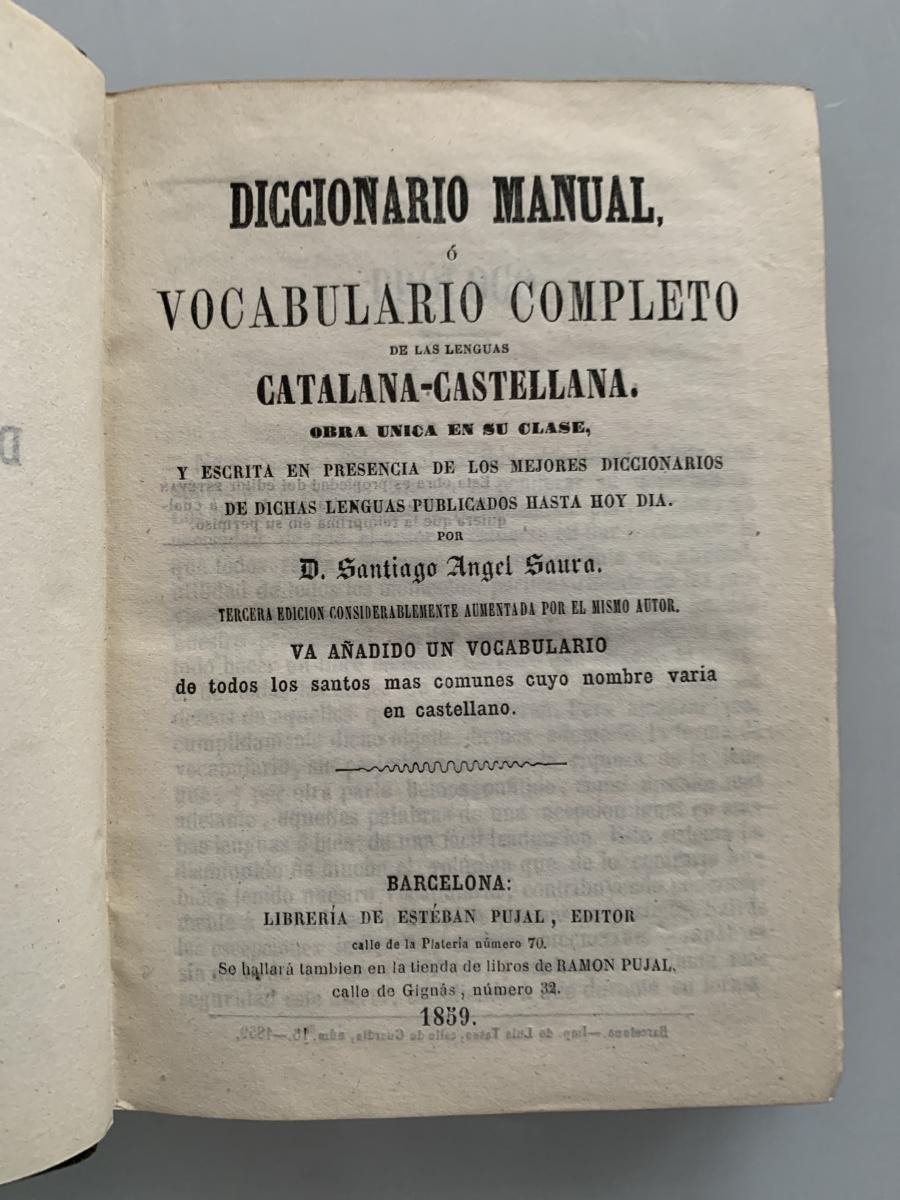 DICCIONARIO MANUAL,
ó
VOCABULARIO COMPLETO
DE LAS LENGUAS
CATALANA-CASTELLANA.
OBRA UNICA EN SU CLASE,
Y ESCRITA EN PRESENCIA DE LOS MEJORES DICCIONARIOS
DE DICHAS LENGUAS PUBLICADOS HASTA HOY DIA.
POR
D. Santiago Angel Saura.
TERCERA EDICION CONSIDERABLEMENTE AUMENTADA POR EL MISMO AUTOR.
VA AÑADIDO UN VOCABULARIO
de todos los santos mas comunes cuyo nombre varia
en castellano.
BARCELONA:
LIBRERÍA DE ESTÉBAN PUJAL, EDITOR
calle de la Plateria número 70.
Se hallará tambien en la tienda de libros de RAMON PUJAL,
calle de Gignás, número 32.
1859.